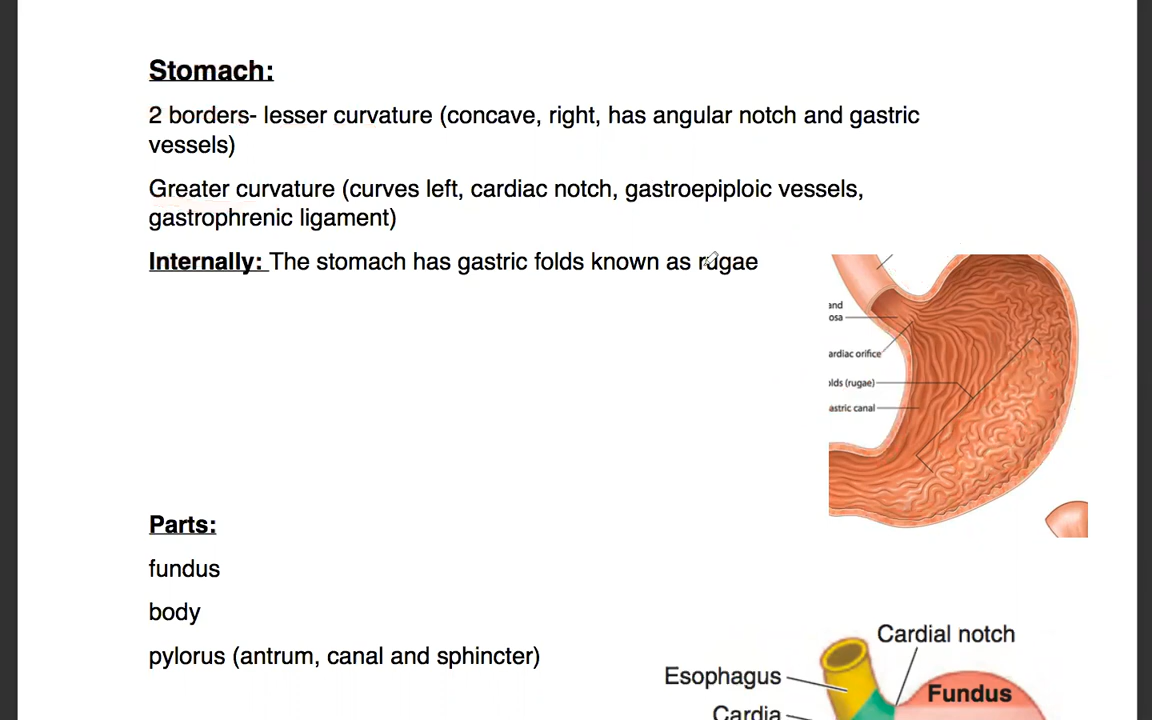 Stomach:
2 borders- lesser curvature (concave, right, has angular notch and gastric
vessels)
Greater curvature (curves left, cardiac notch, gastroepiploic vessels,
gastrophrenic ligament)
Internally: The stomach has gastric folds known as rugae
and
osa
ardiac orifice
olds (rugae)
astric canal
Parts:
fundus
body
pylorus (antrum, canal and sphincter)
Cardial notch
Esophagus
Fundus
Cardia